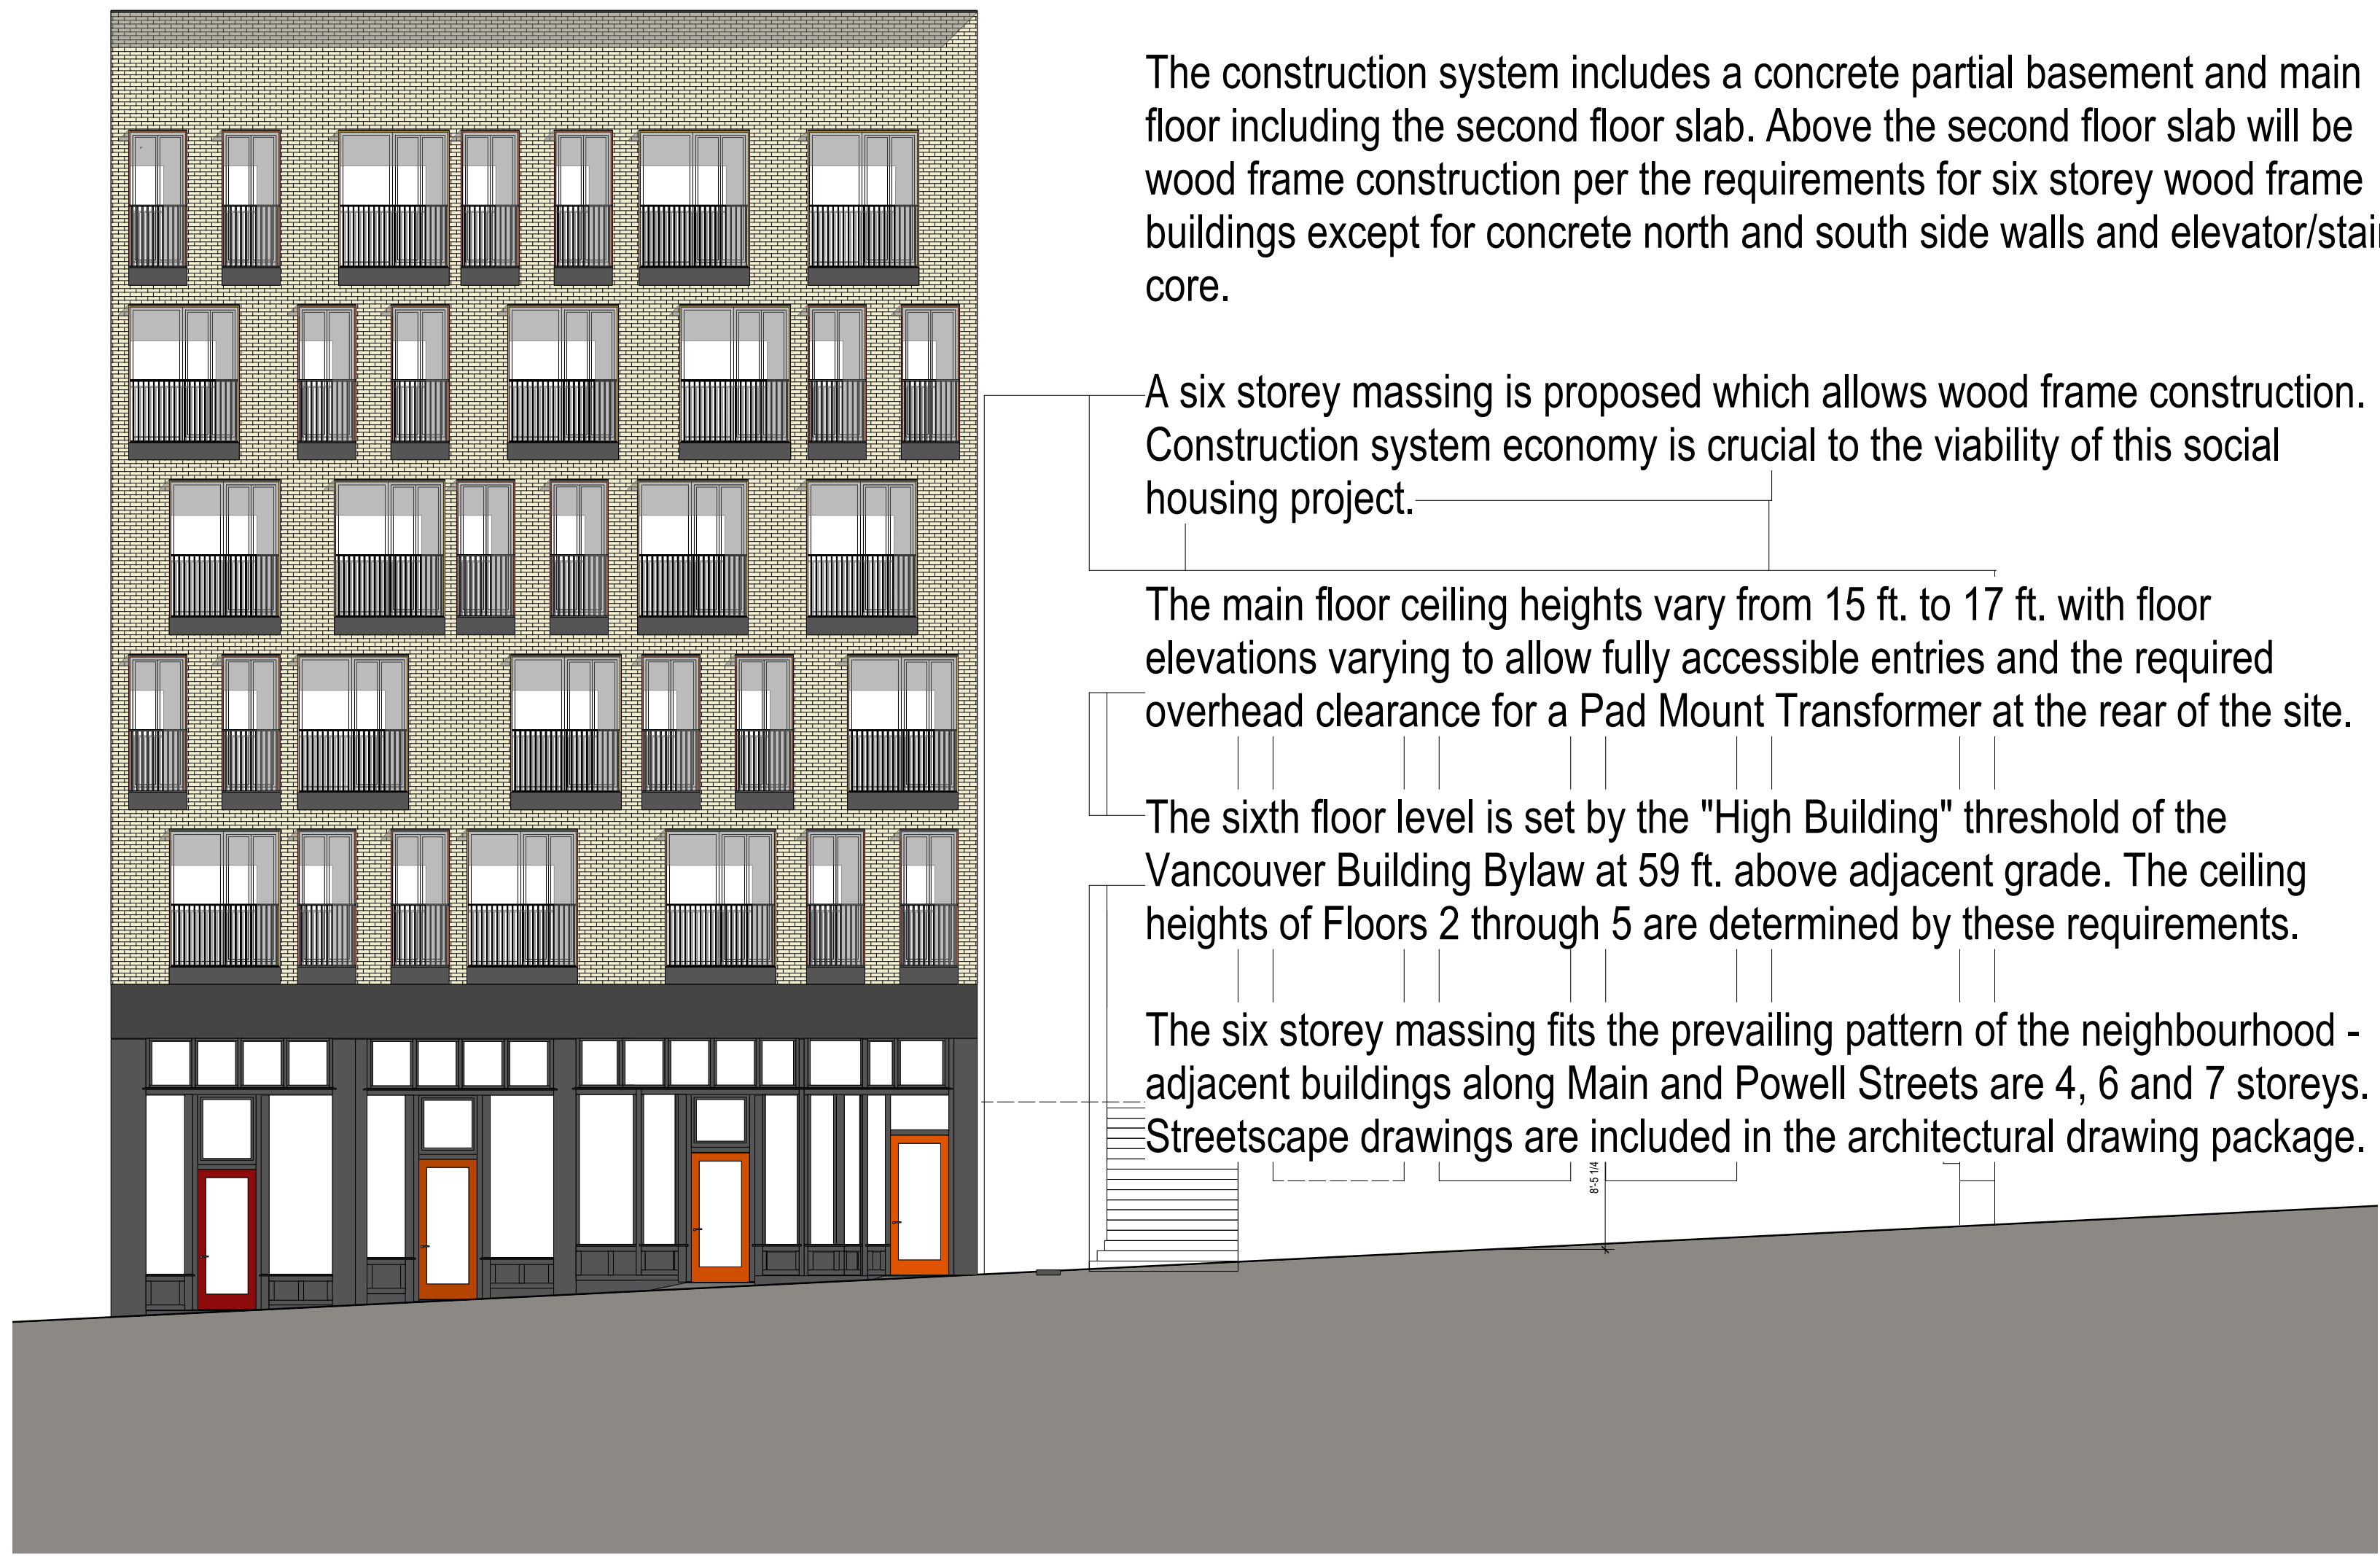 The construction system includes a concrete partial basement and main
floor including the second floor slab. Above the second floor slab will be
wood frame construction per the requirements for six storey wood frame
buildings except for concrete north and south side walls and elevator/stair
core.
A six storey massing is proposed which allows wood frame construction.
Construction system economy is crucial to the viability of this social
housing project.
The main floor ceiling heights vary from 15 ft. to 17 ft. with floor
elevations varying to allow fully accessible entries and the required
overhead clearance for a Pad Mount Transformer at the rear of the site.
The sixth floor level is set by the "High Building" threshold of the
Vancouver Building Bylaw at 59 ft. above adjacent grade. The ceiling
heights of Floors 2 through 5 are determined by these requirements.
The six storey massing fits the prevailing pattern of the neighbourhood -
adjacent buildings along Main and Powell Streets are 4, 6 and 7 storeys.
Streetscape drawings are included in the architectural drawing package.
8'-5 1/4